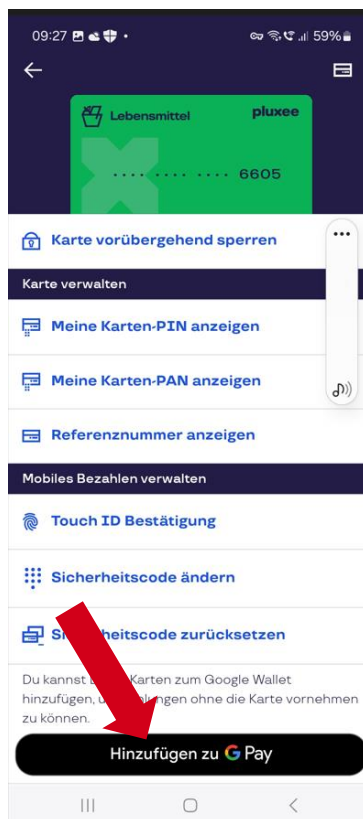 09:27 59%
Lebensmittel pluxee
.... .... .... 6605
Karte vorübergehend sperren
Karte verwalten
Meine Karten-PIN anzeigen
Meine Karten-PAN anzeigen
Referenznummer anzeigen
Mobiles Bezahlen verwalten
Touch ID Bestätigung
Sicherheitscode ändern
heitscode zurücksetzen
Du kannst Karten zum Google Wallet
hinzufügen, ohne die Karte vornehmen
zu können.
Hinzufügen zu G Pay